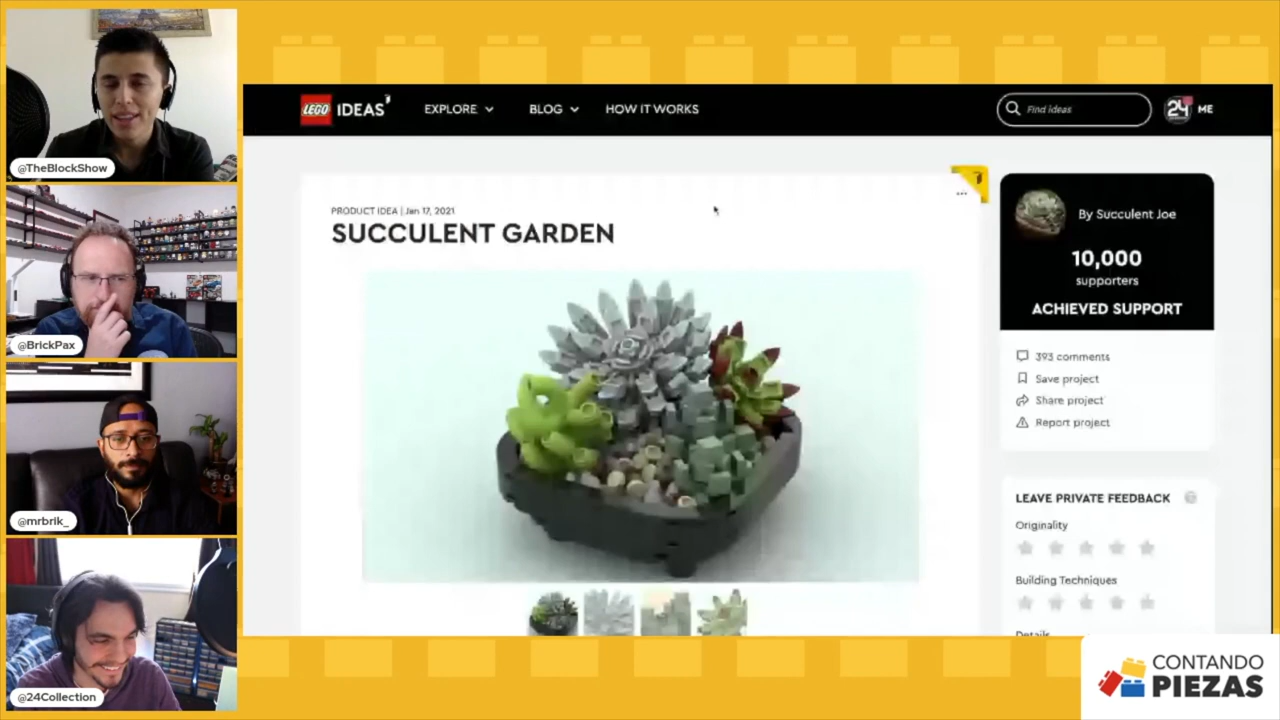 @TheBlockShow
@BrickPax
@mrbrik_
@24Collection
LEGO IDEAS
EXPLORE
BLOG
HOW IT WORKS
Find ideas
24
ME
PRODUCT IDEA | Jan 17, 2021
SUCCULENT GARDEN
...
By Succulent Joe
10,000
supporters
ACHIEVED SUPPORT
393 comments
Save project
Share project
Report project
LEAVE PRIVATE FEEDBACK
Originality
Building Techniques
Details
CONTANDO
PIEZAS